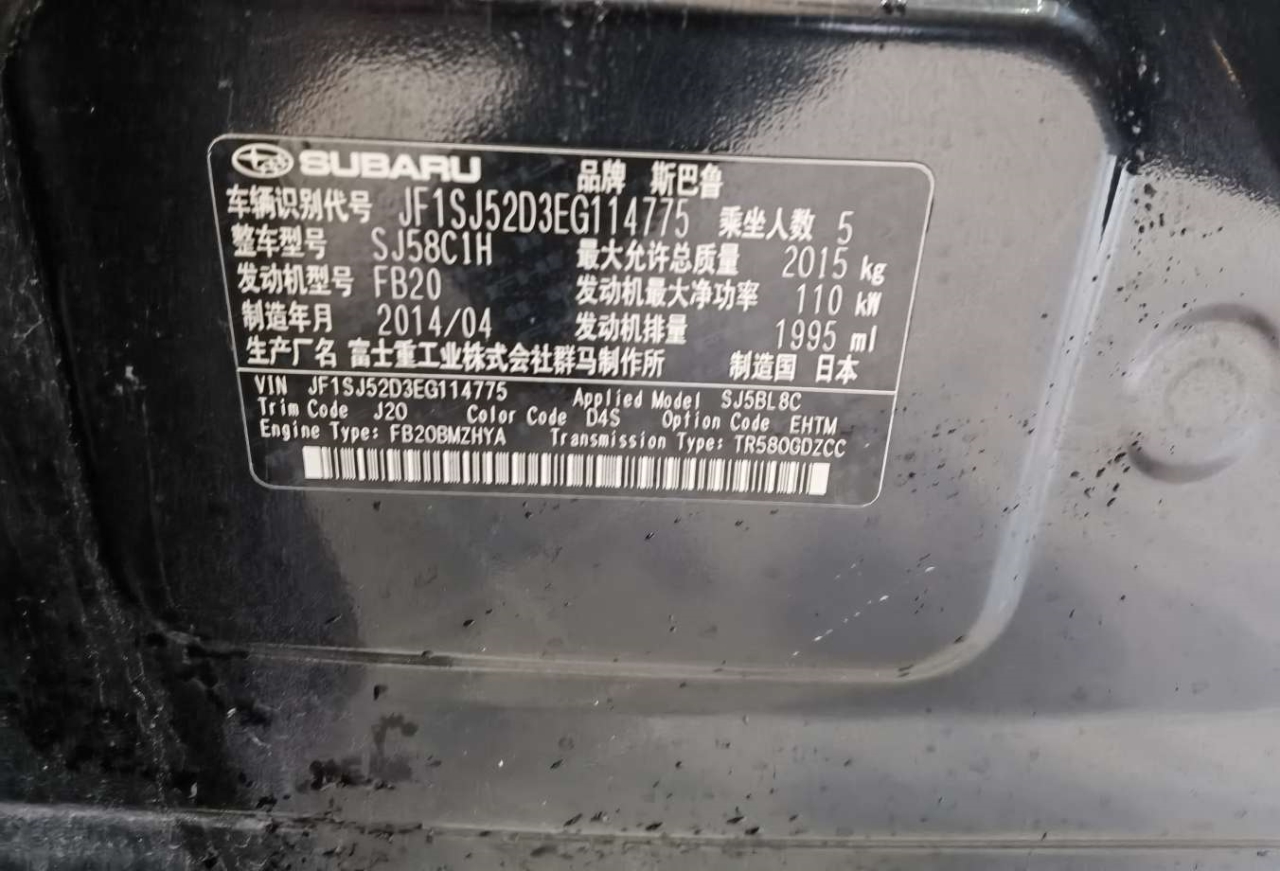 SUBARU 品牌 斯巴鲁
车辆识别代号 JF1SJ52D3EG114775 乘坐人数 5
整车型号 SJ58C1H 最大允许总质量 2015 kg
发动机型号 FB20 发动机最大净功率 110 kW
制造年月 2014/04 发动机排量 1995 ml
生产厂名 富士重工业株式会社群马制作所 制造国 日本
VIN JF1SJ52D3EG114775 Applied Model SJ5BL8C
Trim Code J20 Color Code D4S Option Code EHTM
Engine Type: FB20BMZHYA Transmission Type: TR580GDZCC